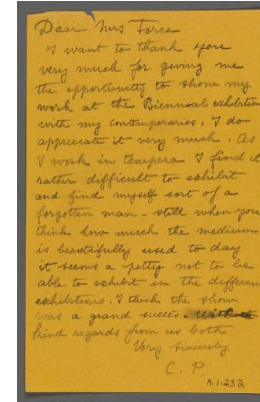 Dear Mrs Force
I want to thank you
very much for giving me
the opportunity to show my
work at the Biennial exhibition
with my contemporaries. I do
appreciate it very much. As
I work in tempera I find it
rather difficult to exhibit
and find myself sort of a
forgotten man - still when you
think how much the medium
is beautifully used to day
it seems a pitty not to be
able to exhibit in the different
exhibitions. I think the show
was a grand succes.
kind regards from us both
Very Sincerely
C. P.
A.1.252